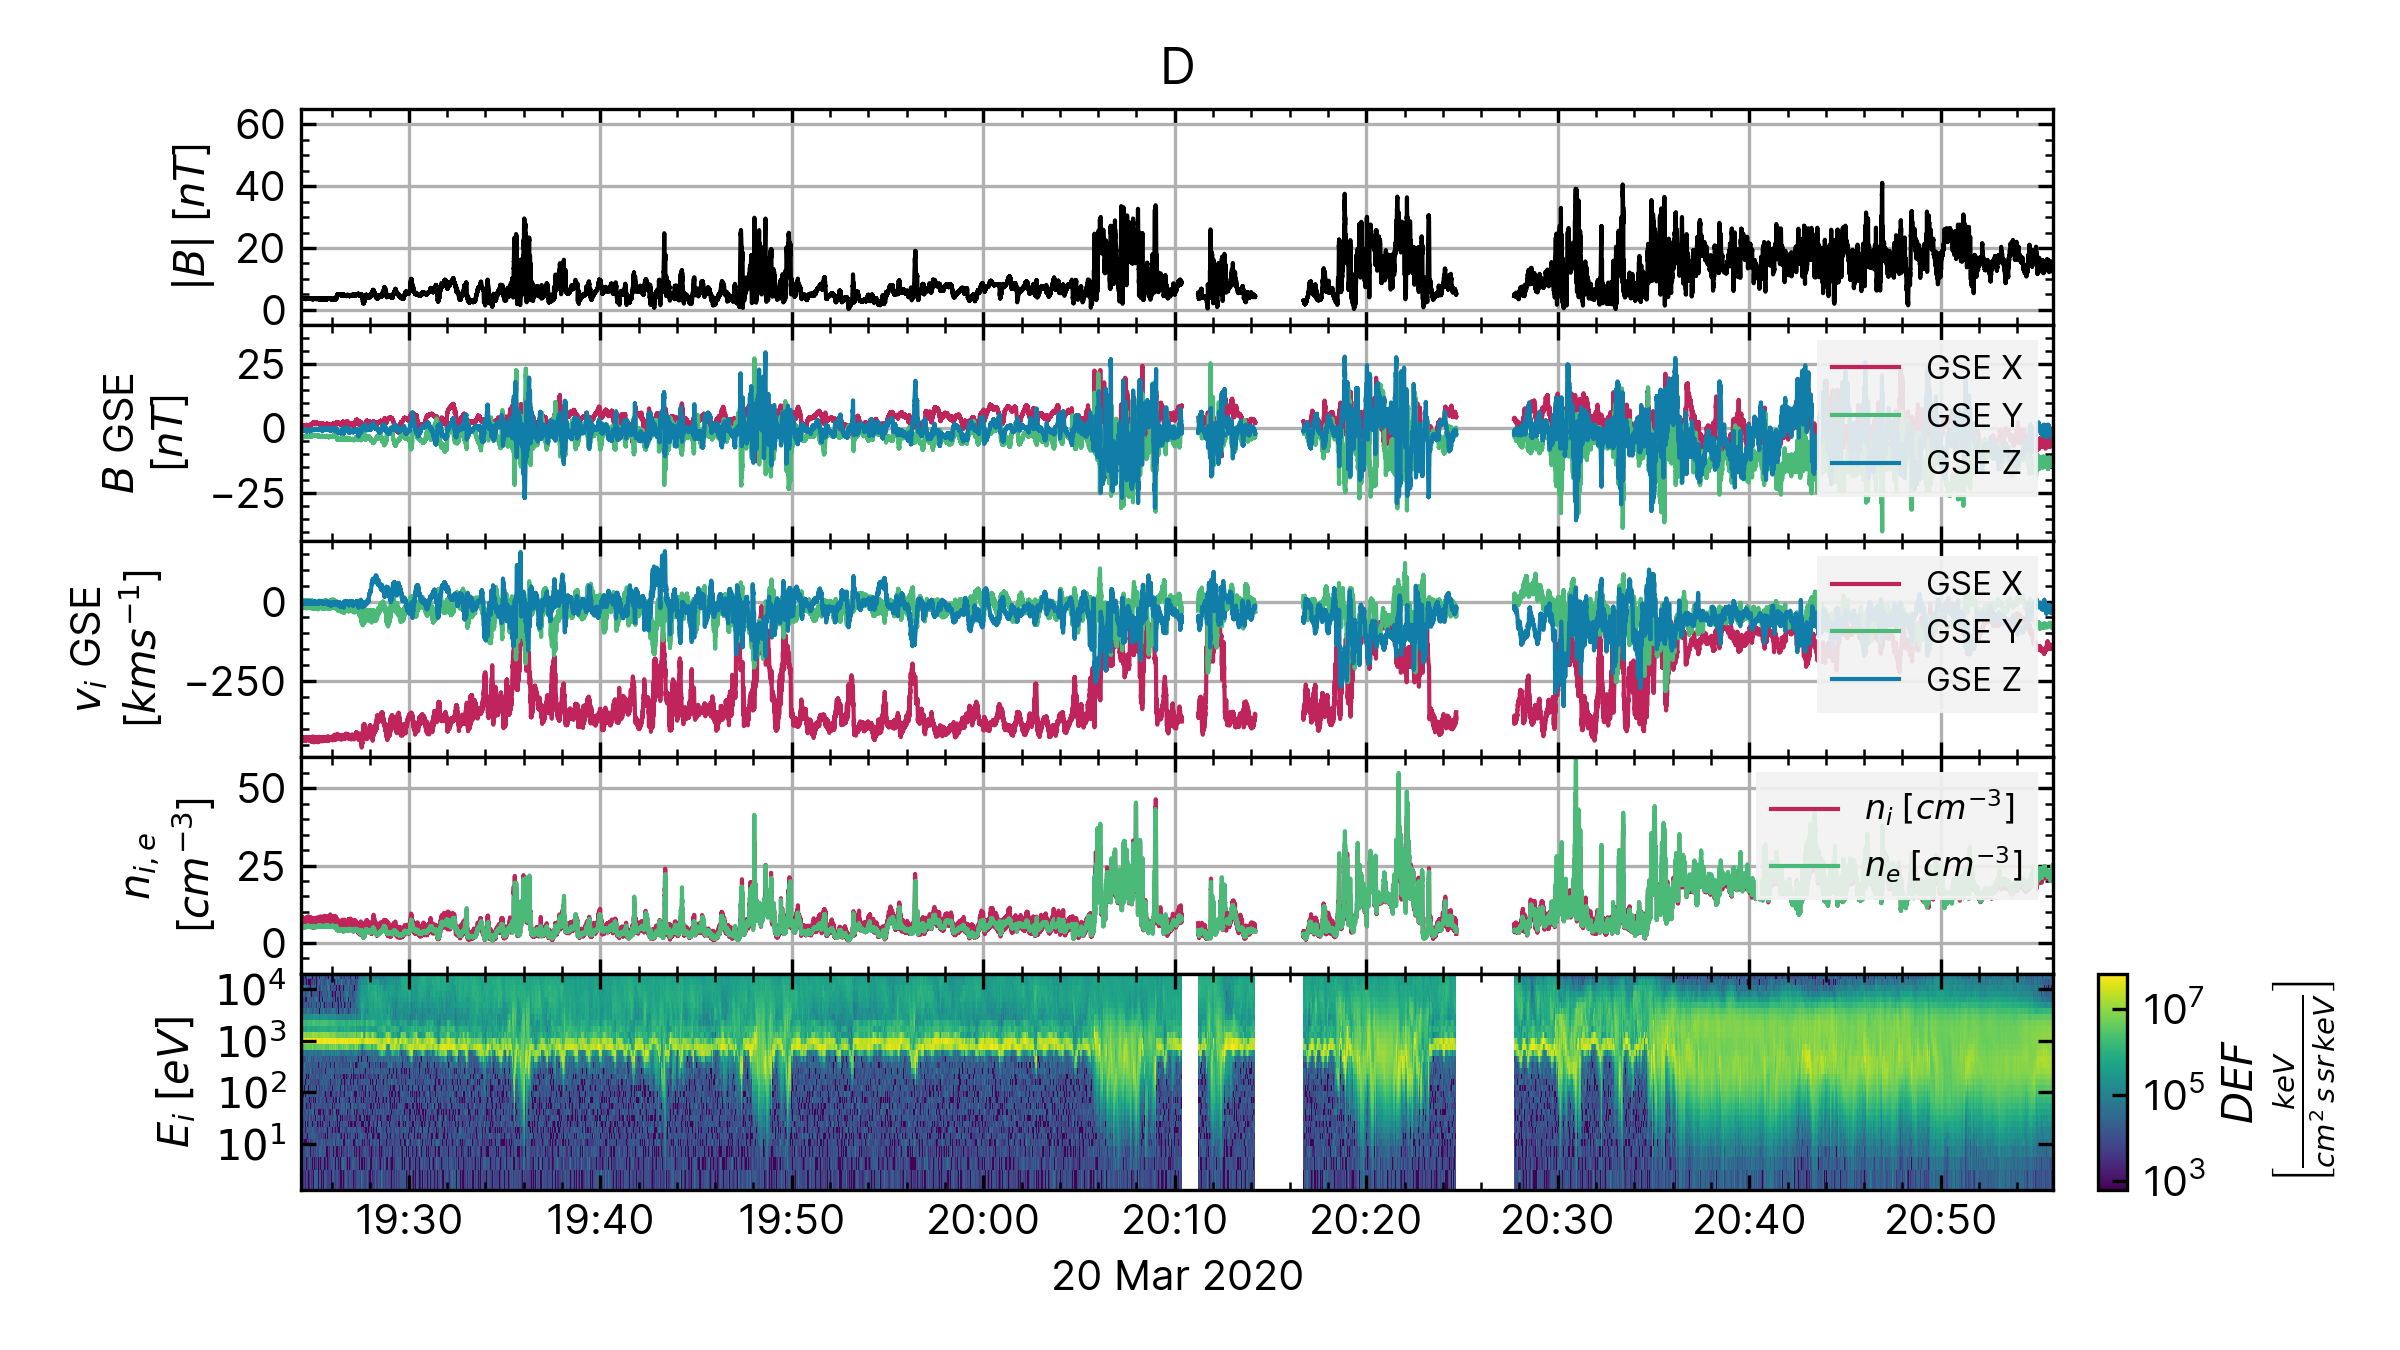 D
|B| [nT]
60
40
20
0
B GSE
[nT]
25
0
−25
GSE X
GSE Y
GSE Z
v_i GSE
[kms^{−1}]
0
−250
GSE X
GSE Y
GSE Z
n_{i, e}
[cm^{−3}]
50
25
0
n_i [cm^{−3}]
n_e [cm^{−3}]
E_i [eV]
10^4
10^3
10^2
10^1
10^7
10^5
10^3
DEF
[keV / cm^2 s sr keV]
19:30 19:40 19:50 20:00 20:10 20:20 20:30 20:40 20:50
20 Mar 2020